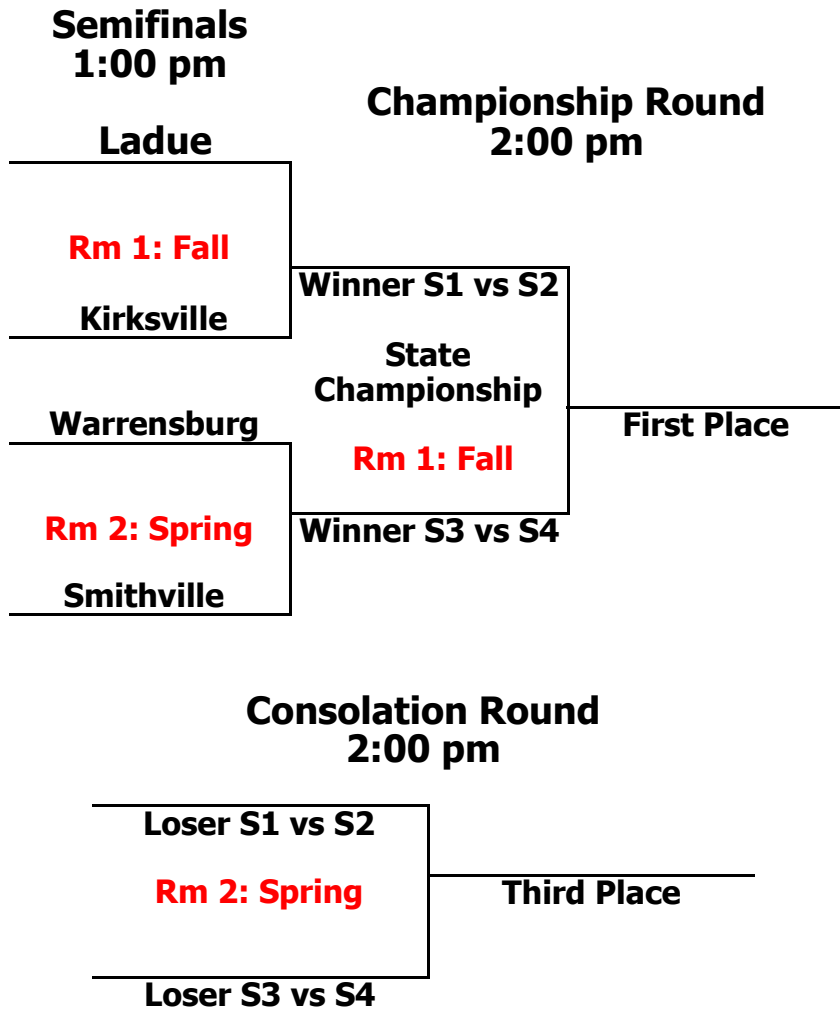 Semifinals
1:00 pm
Championship Round
2:00 pm
Ladue
Rm 1: Fall
Winner S1 vs S2
Kirksville
State
Championship
Warrensburg
First Place
Rm 1: Fall
Rm 2: Spring
Winner S3 vs S4
Smithville
Consolation Round
2:00 pm
Loser S1 vs S2
Rm 2: Spring
Third Place
Loser S3 vs S4